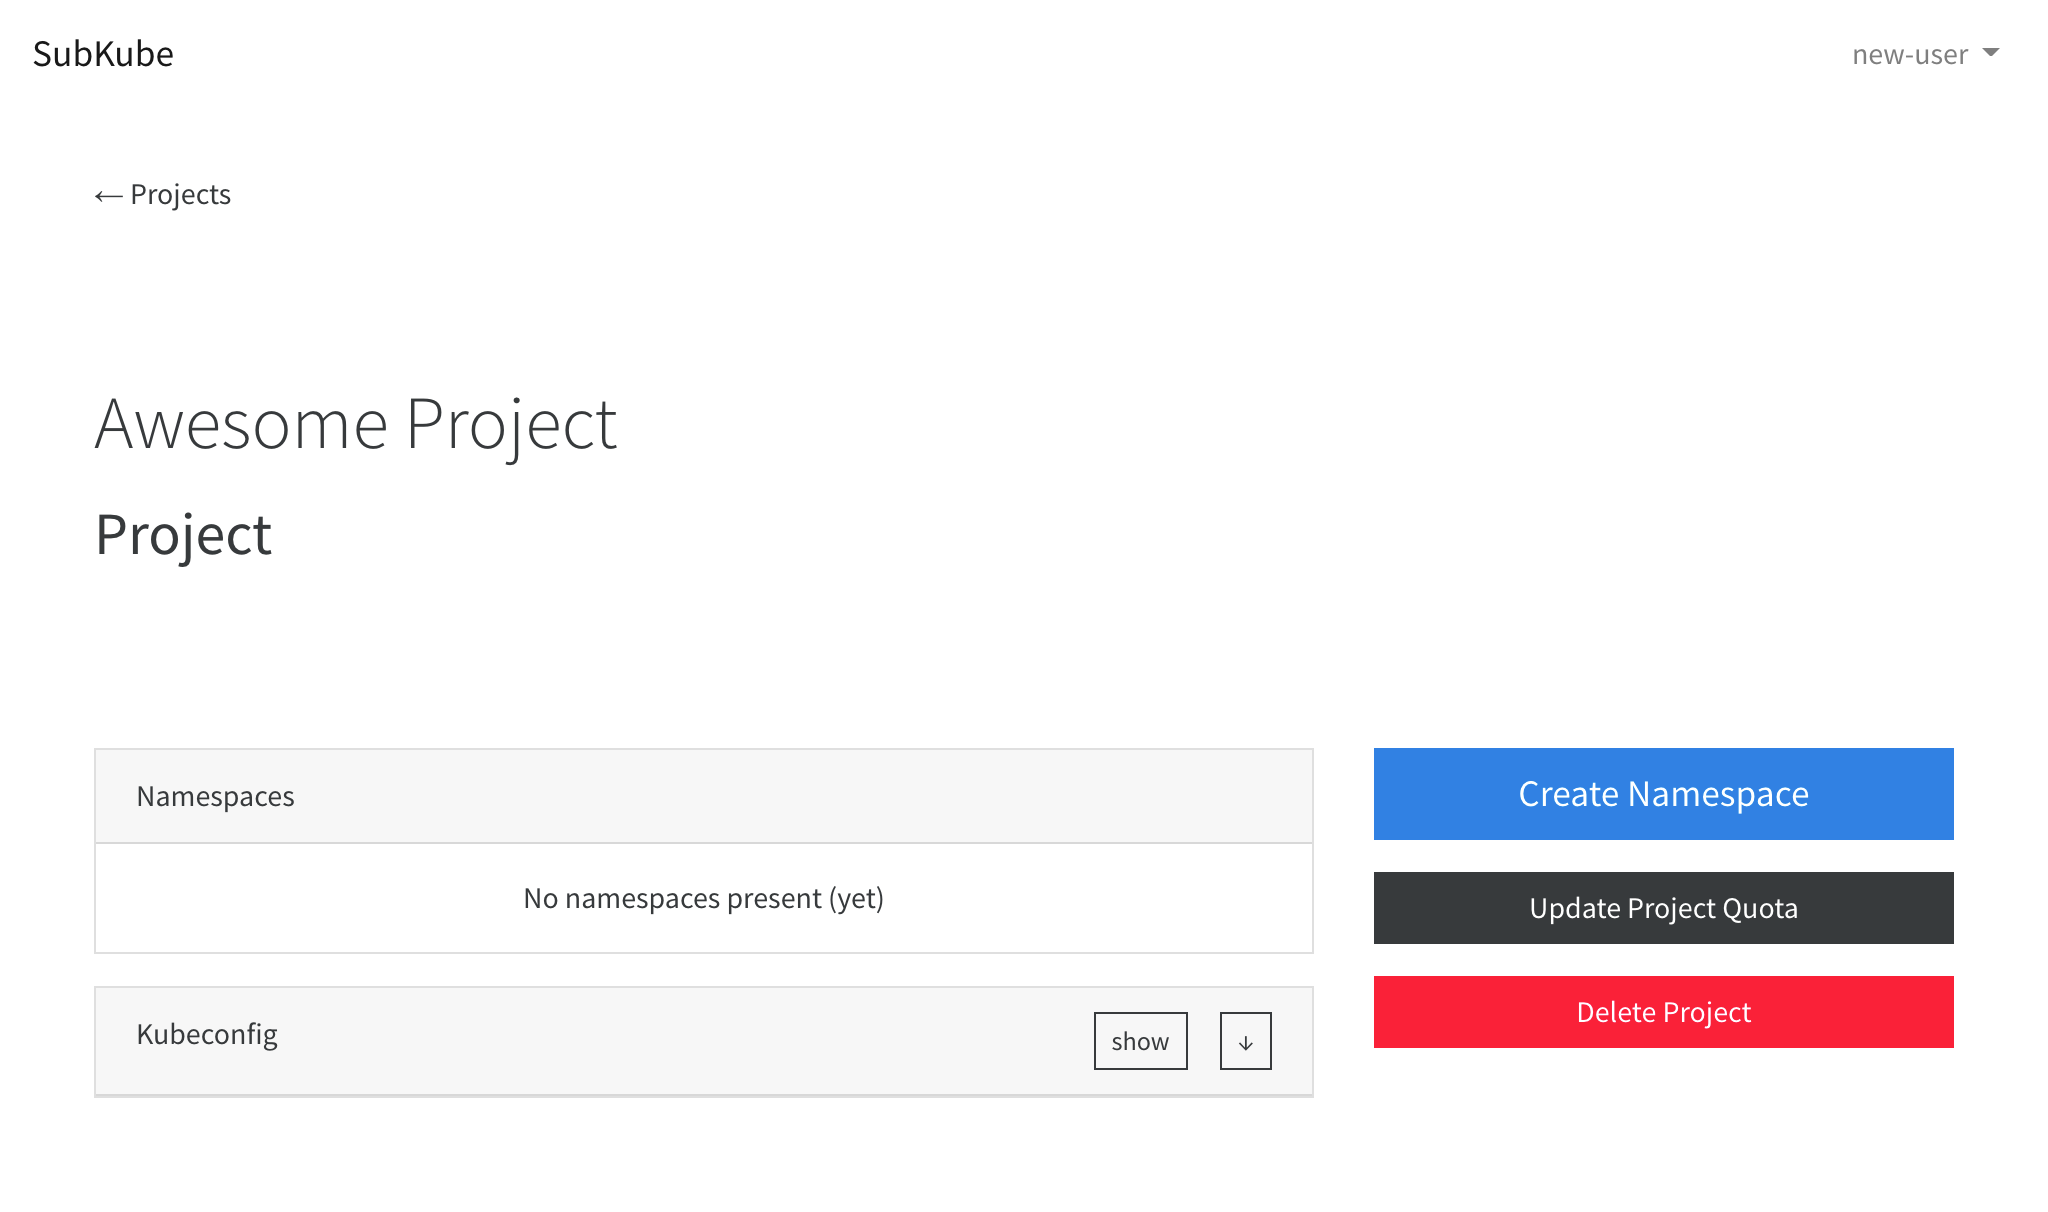 SubKube
new-user
← Projects
Awesome Project
Project
Namespaces
No namespaces present (yet)
Kubeconfig
show
↓
Create Namespace
Update Project Quota
Delete Project